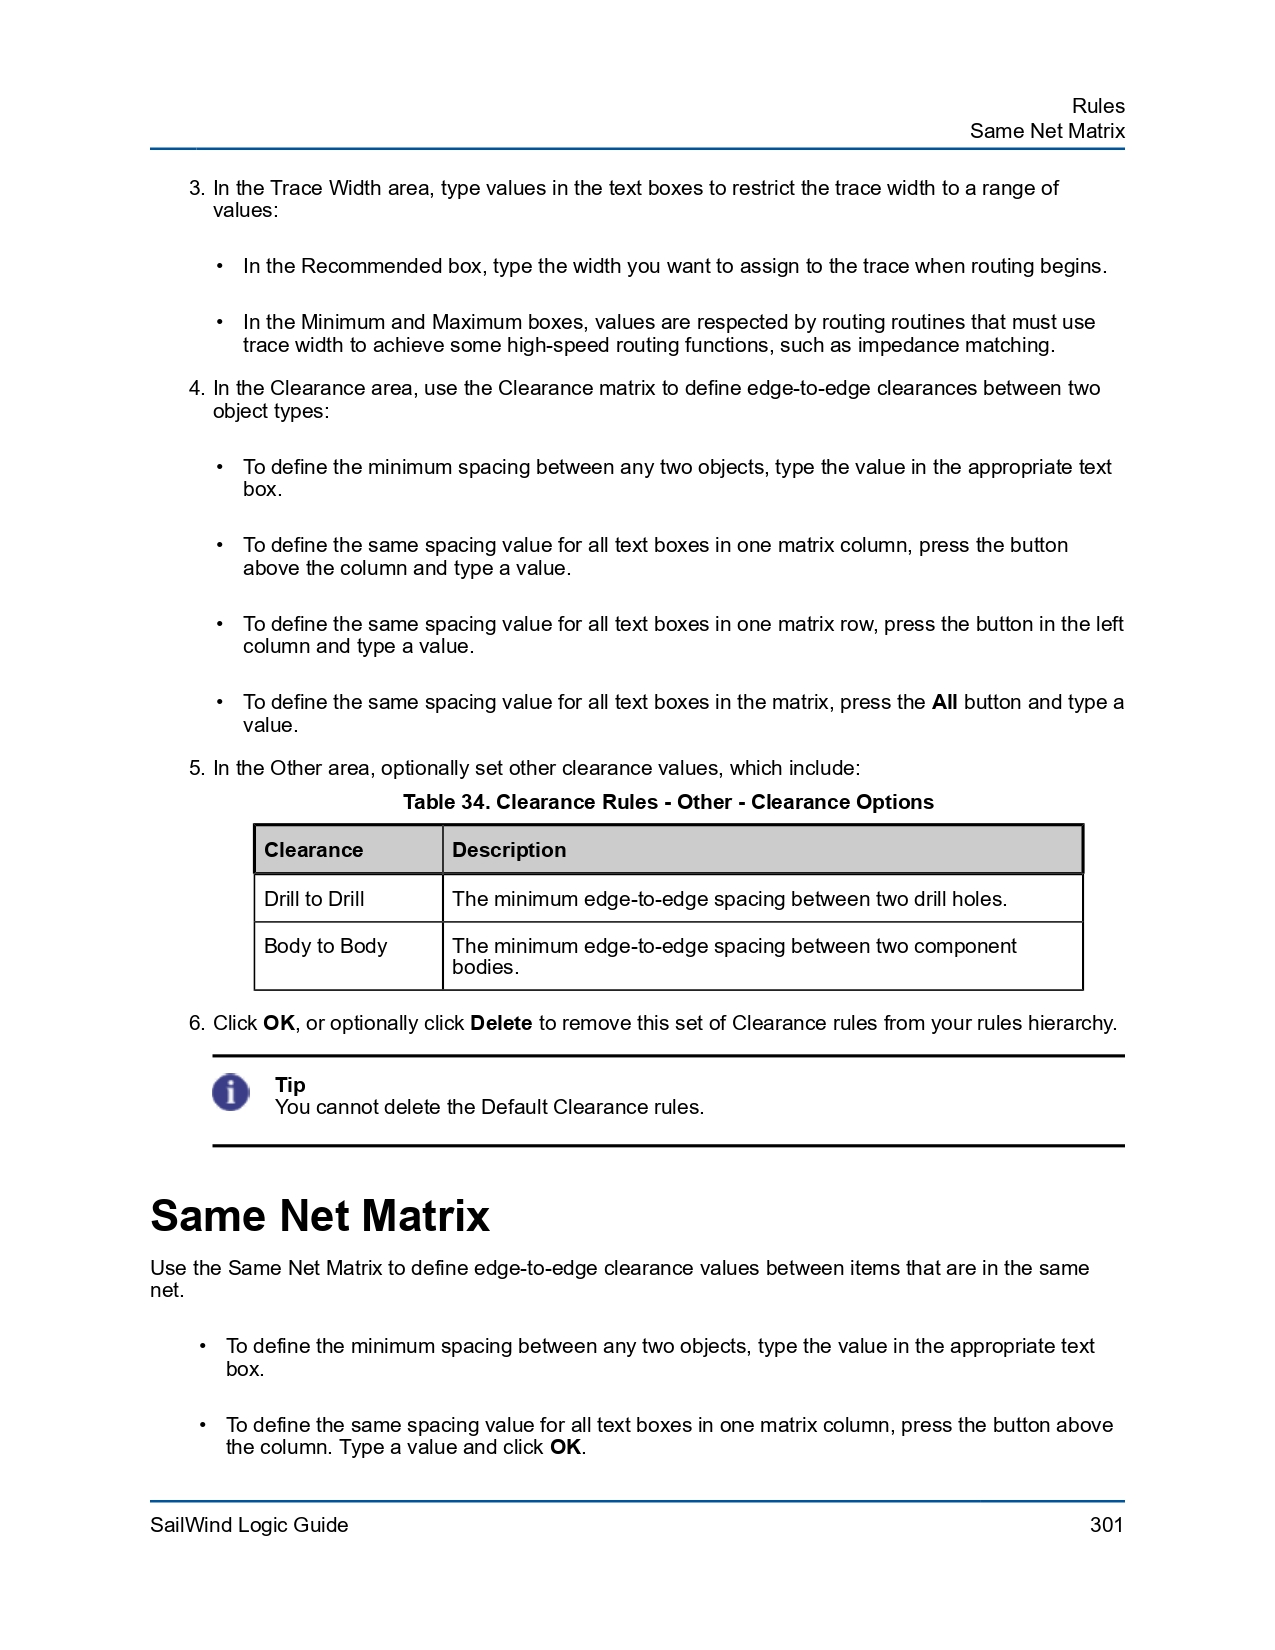 Rules
Same Net Matrix
3. In the Trace Width area, type values in the text boxes to restrict the trace width to a range of
values:
• In the Recommended box, type the width you want to assign to the trace when routing begins.
• In the Minimum and Maximum boxes, values are respected by routing routines that must use
trace width to achieve some high-speed routing functions, such as impedance matching.
4. In the Clearance area, use the Clearance matrix to define edge-to-edge clearances between two
object types:
• To define the minimum spacing between any two objects, type the value in the appropriate text
box.
• To define the same spacing value for all text boxes in one matrix column, press the button
above the column and type a value.
• To define the same spacing value for all text boxes in one matrix row, press the button in the left
column and type a value.
• To define the same spacing value for all text boxes in the matrix, press the All button and type a
value.
5. In the Other area, optionally set other clearance values, which include:
Table 34. Clearance Rules - Other - Clearance Options
Clearance Description
Drill to Drill The minimum edge-to-edge spacing between two drill holes.
Body to Body The minimum edge-to-edge spacing between two component
bodies.
6. Click OK, or optionally click Delete to remove this set of Clearance rules from your rules hierarchy.
Tip
You cannot delete the Default Clearance rules.
Same Net Matrix
Use the Same Net Matrix to define edge-to-edge clearance values between items that are in the same
net.
• To define the minimum spacing between any two objects, type the value in the appropriate text
box.
• To define the same spacing value for all text boxes in one matrix column, press the button above
the column. Type a value and click OK.
SailWind Logic Guide 301